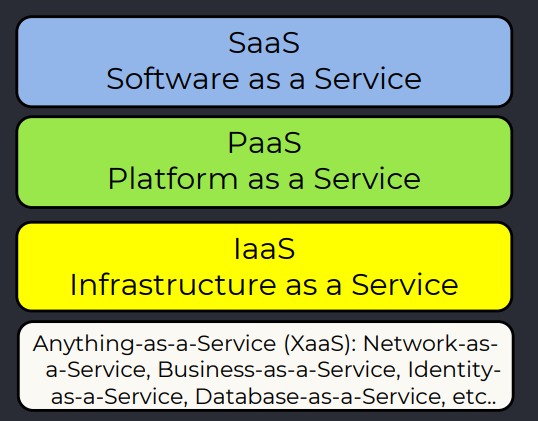 SaaS
Software as a Service
PaaS
Platform as a Service
IaaS
Infrastructure as a Service
Anything-as-a-Service (XaaS): Network-as-
a-Service, Business-as-a-Service, Identity-
as-a-Service, Database-as-a-Service, etc..